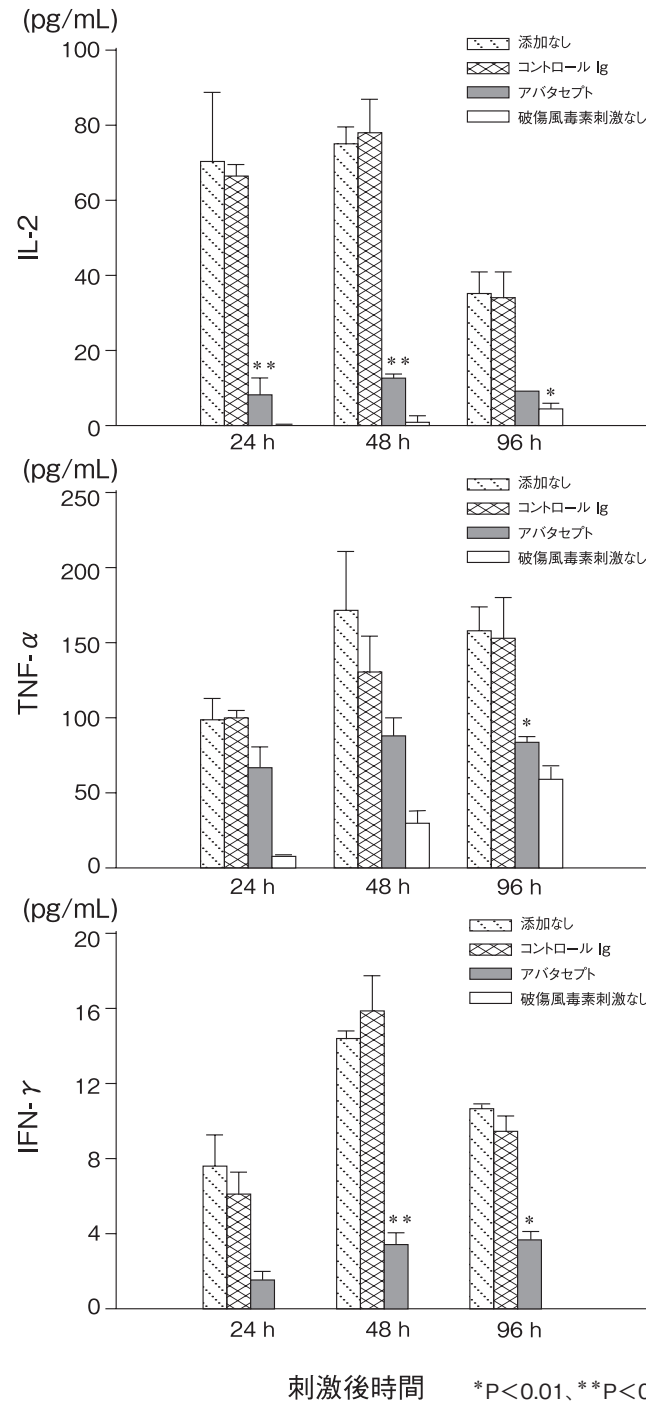 (pg/mL)
100
80
60
40
20
0
IL-2
添加なし
コントロール Ig
アバタセプト
破傷風毒素刺激なし
**
**
*
24 h
48 h
96 h
(pg/mL)
250
200
150
100
50
0
TNF-α
添加なし
コントロール Ig
アバタセプト
破傷風毒素刺激なし
*
24 h
48 h
96 h
(pg/mL)
20
16
12
8
4
0
IFN-γ
添加なし
コントロール Ig
アバタセプト
破傷風毒素刺激なし
**
*
24 h
48 h
96 h
刺激後時間 *P<0.01、**P<0